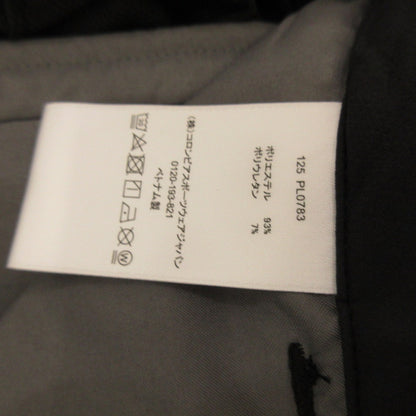 125 PL0783
ポリエステル 93%
ポリウレタン 7%
(株)コロンビアスポーツウェアジャパン
0120-193-821
ベトナム製